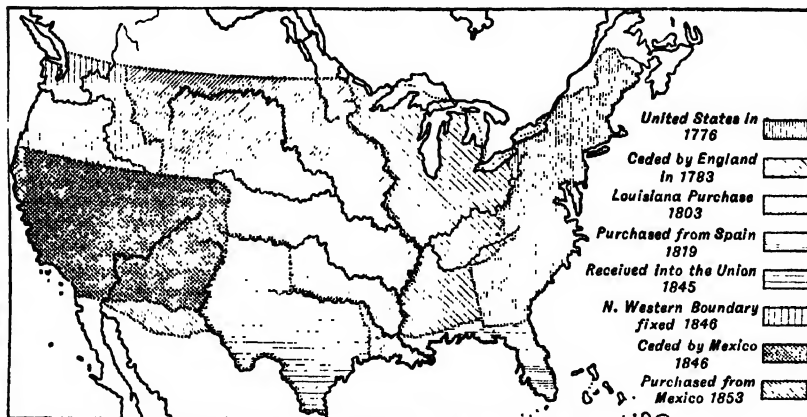 United States in
1776
Ceded by England
in 1783
Louisiana Purchase
1803
Purchased from Spain
1819
Received into the Union
1845
N. Western Boundary
fixed 1846
Ceded by Mexico
1846
Purchased from
Mexico 1853